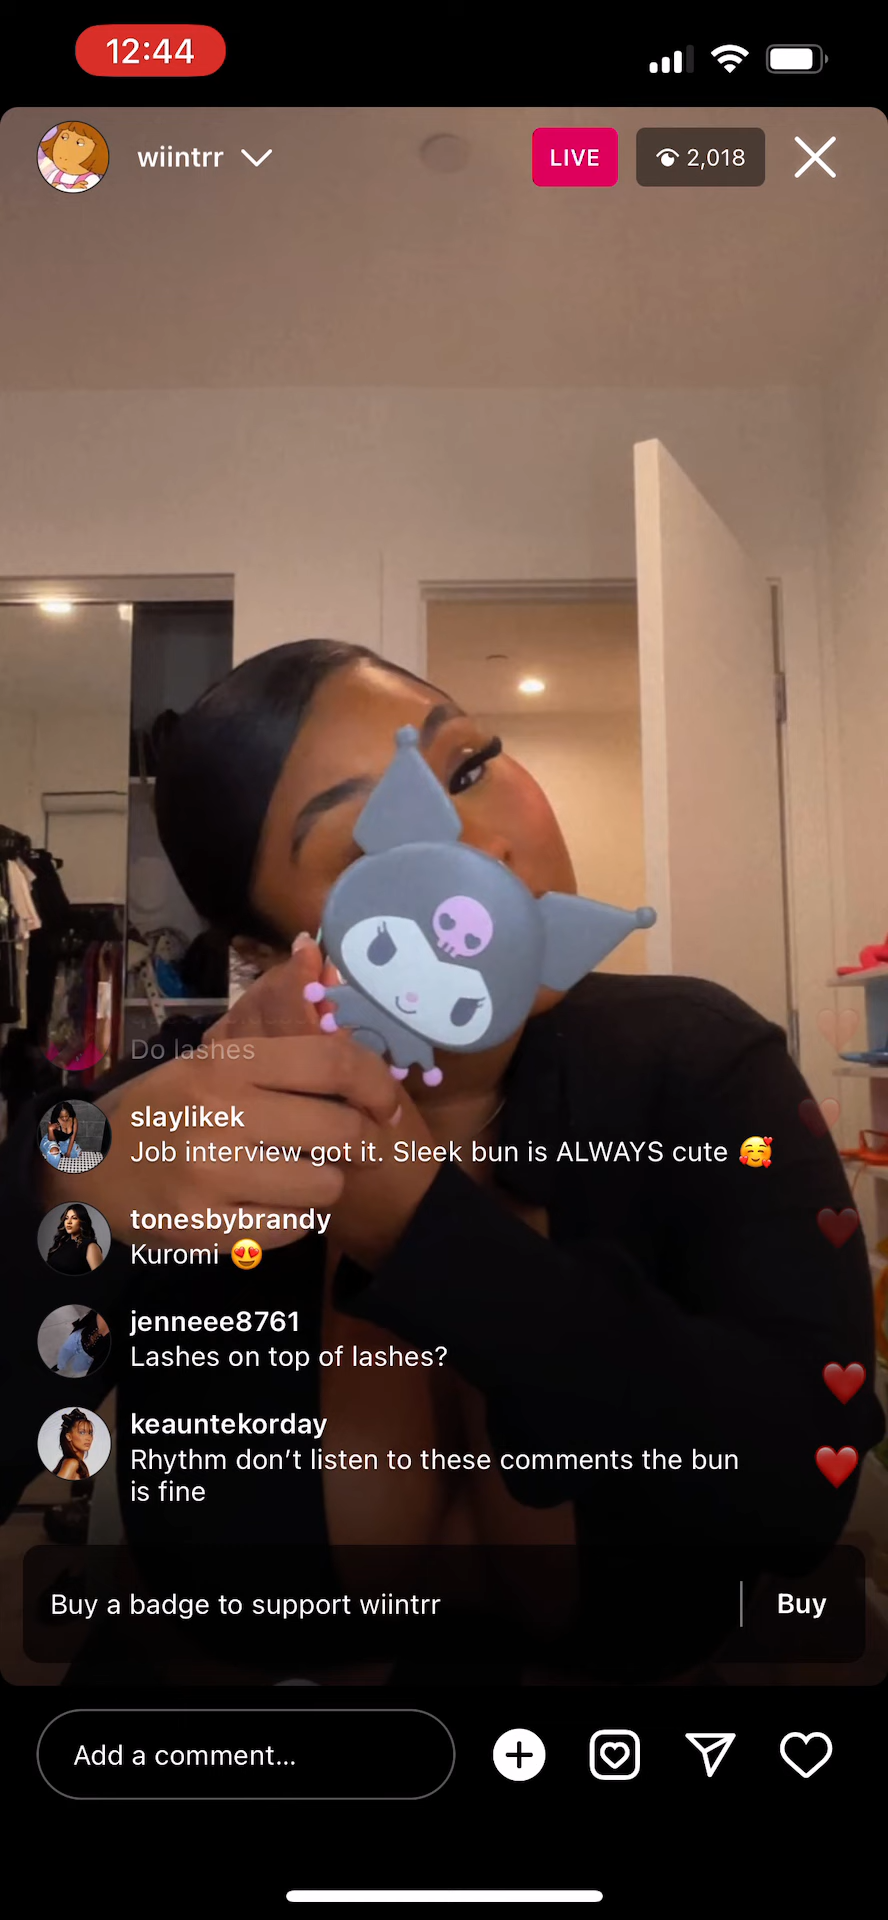 12:44
wiintrr
LIVE
2,018
Do lashes
slaylikek
Job interview got it. Sleek bun is ALWAYS cute 🥰
tonesbybrandy
Kuromi 😍
jenneee8761
Lashes on top of lashes?
keauntekorday
Rhythm don’t listen to these comments the bun
is fine
Buy a badge to support wiintrr
Buy
Add a comment...